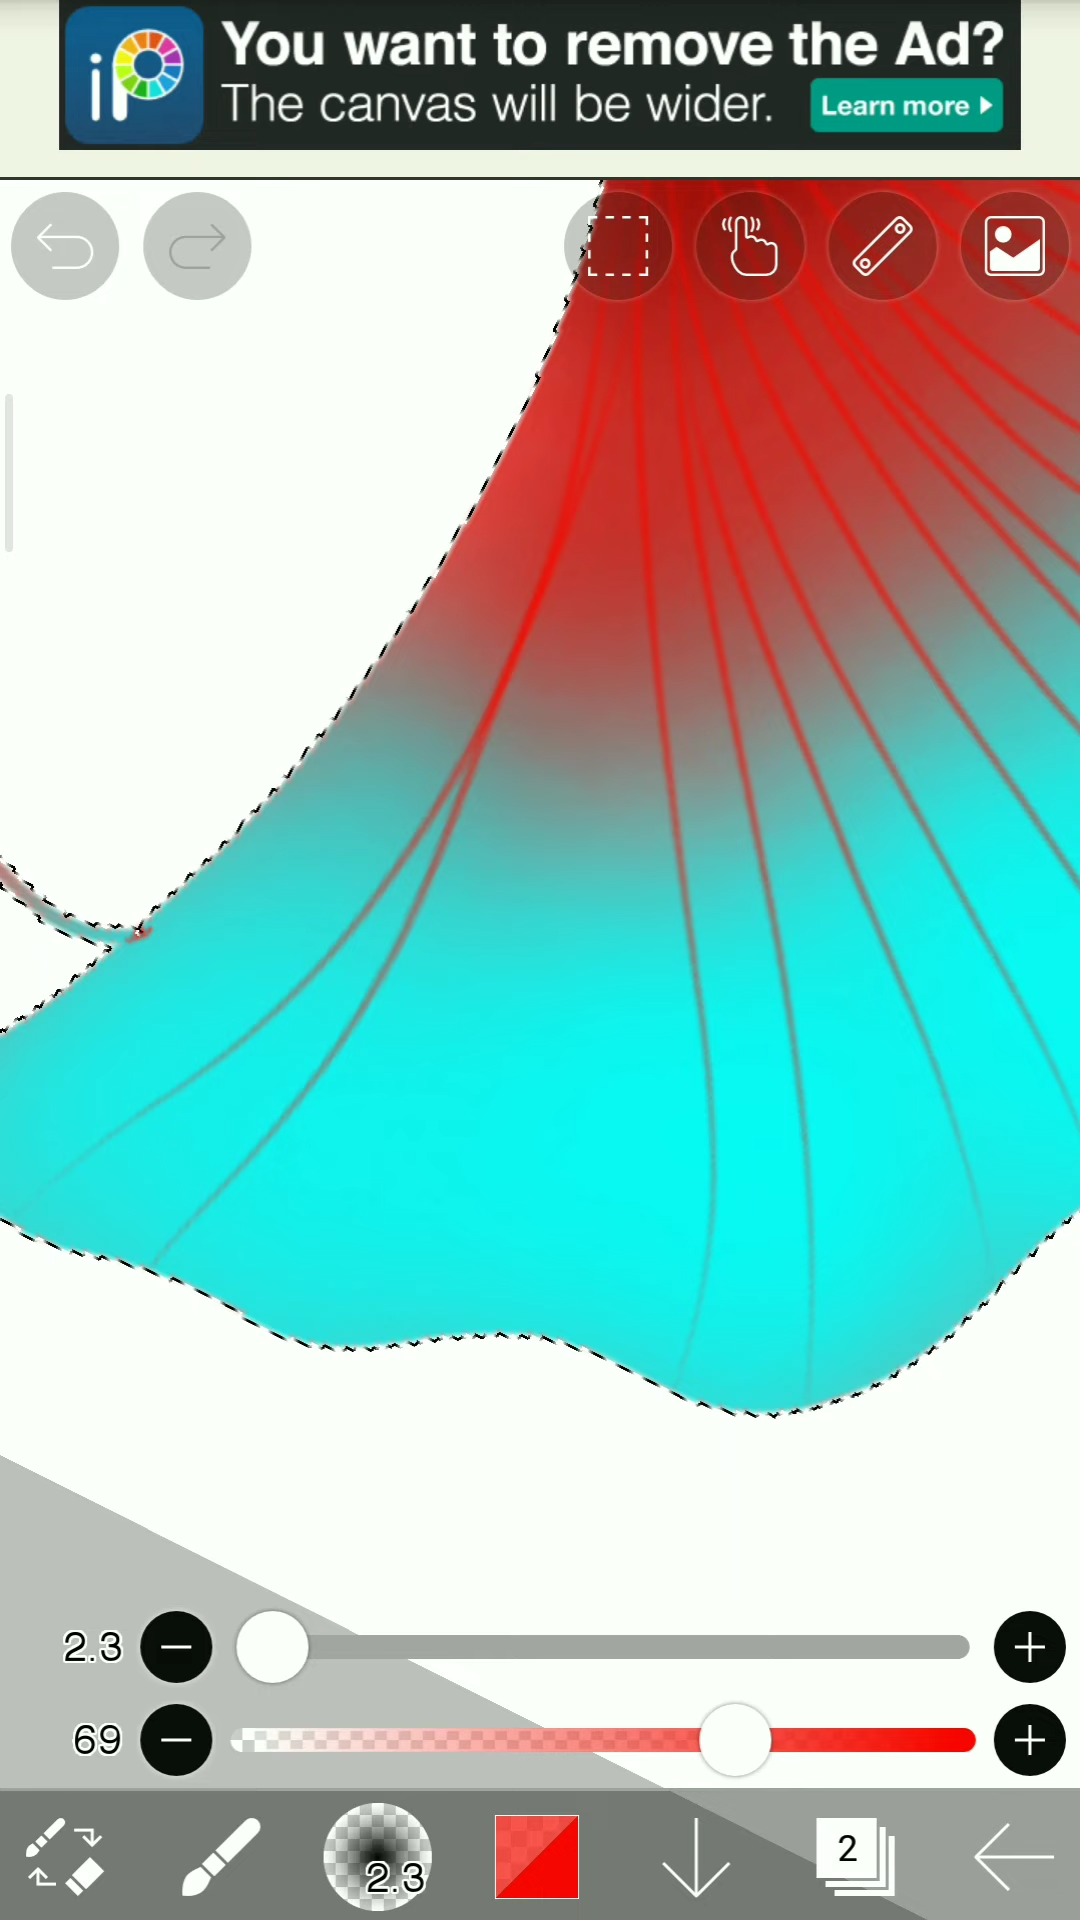 iP
You want to remove the Ad?
The canvas will be wider.
Learn more
2.3
69
2.3
2